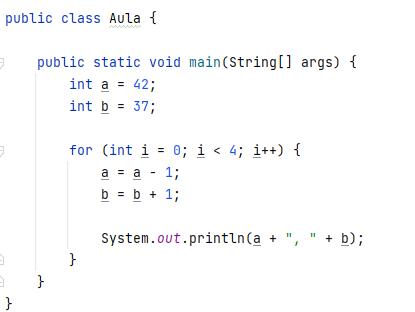 public class Aula {
public static void main(String[] args) {
int a = 42;
int b = 37;
for (int i = 0; i < 4; i++) {
a = a - 1;
b = b + 1;
System.out.println(a + ", " + b);
}
}
}